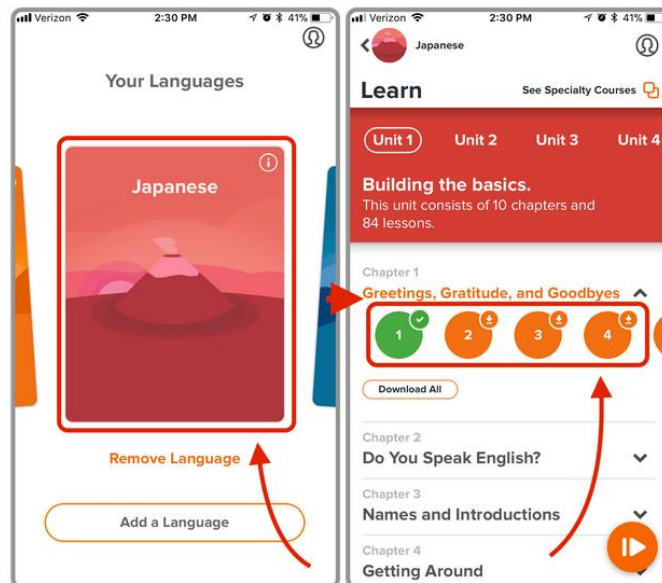 Verizon 2:30 PM 41%
Your Languages
Japanese
Remove Language
Add a Language
Verizon 2:30 PM 41%
Japanese
Learn See Specialty Courses
Unit 1 Unit 2 Unit 3 Unit 4
Building the basics.
This unit consists of 10 chapters and
84 lessons.
Chapter 1
Greetings, Gratitude, and Goodbyes
1 2 3 4
Download All
Chapter 2
Do You Speak English?
Chapter 3
Names and Introductions
Chapter 4
Getting Around